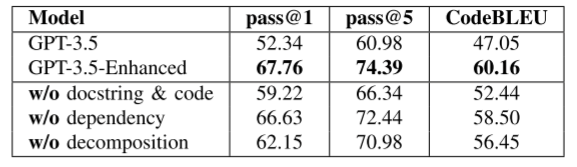 Model pass@1 pass@5 CodeBLEU
GPT-3.5 52.34 60.98 47.05
GPT-3.5-Enhanced 67.76 74.39 60.16
w/o docstring & code 59.22 66.34 52.44
w/o dependency 66.63 72.44 58.50
w/o decomposition 62.15 70.98 56.45